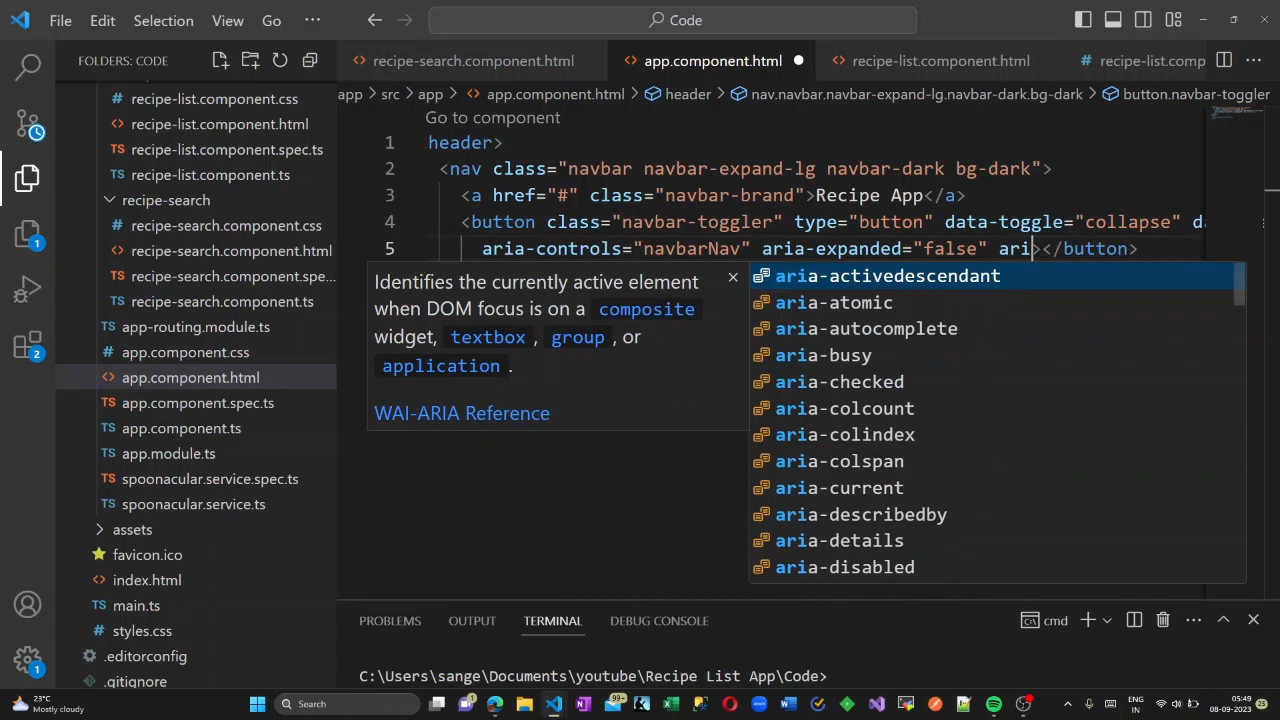 File Edit Selection View Go ··· Code
FOLDERS: CODE
recipe-list.component.css
recipe-list.component.html
recipe-list.component.spec.ts
recipe-list.component.ts
recipe-search
recipe-search.component.css
recipe-search.component.html
recipe-search.component.spe...
recipe-search.component.ts
app-routing.module.ts
app.component.css
app.component.html
app.component.spec.ts
app.component.ts
app.module.ts
spoonacular.service.spec.ts
spoonacular.service.ts
assets
favicon.ico
index.html
main.ts
styles.css
.editorconfig
.gitignore
1
2
2
1
recipe-search.component.html app.component.html recipe-list.component.html recipe-list.comp
app > src > app > app.component.html > header > nav.navbar.navbar-expand-lg.navbar-dark.bg-dark > button.navbar-toggler
Go to component
1 header>
2 <nav class="navbar navbar-expand-lg navbar-dark bg-dark">
3 <a href="#" class="navbar-brand">Recipe App</a>
4 <button class="navbar-toggler" type="button" data-toggle="collapse" da
5 aria-controls="navbarNav" aria-expanded="false" ari></button>
Identifies the currently active element
when DOM focus is on a composite
widget, textbox, group, or
application.
WAI-ARIA Reference
aria-activedescendant
aria-atomic
aria-autocomplete
aria-busy
aria-checked
aria-colcount
aria-colindex
aria-colspan
aria-current
aria-describedby
aria-details
aria-disabled
PROBLEMS OUTPUT TERMINAL DEBUG CONSOLE cmd
C:\Users\sange\Documents\youtube\Recipe List App\Code>
23°C
Mostly cloudy
Search
1
99+
ENG
IN
05:49
08-09-2023